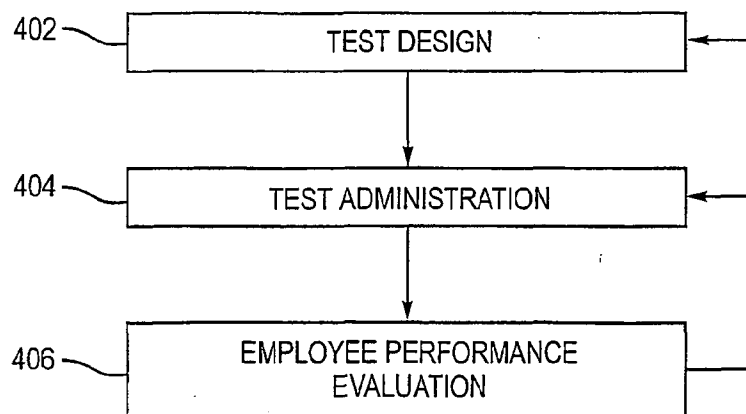 402
TEST DESIGN
404
TEST ADMINISTRATION
406
EMPLOYEE PERFORMANCE
EVALUATION